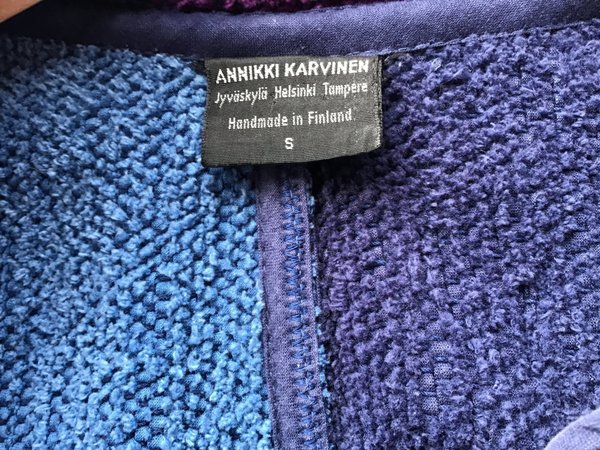 ANNIKKI KARVINEN
Jyväskylä Helsinki Tampere
Handmade in Finland.
S